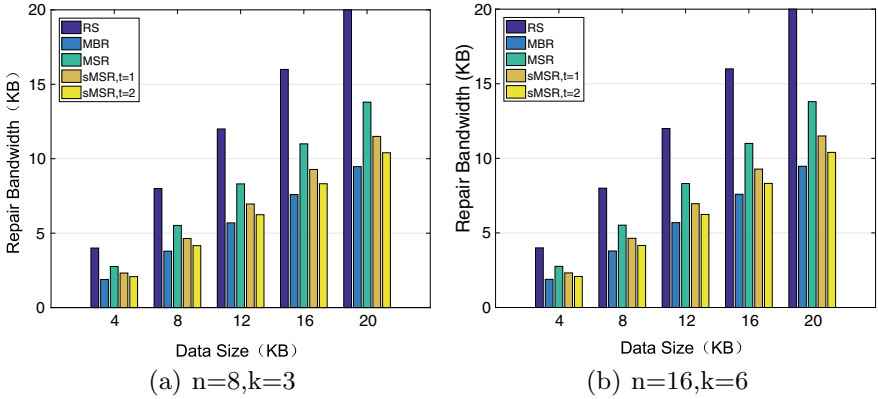 20
15
10
5
0
Repair Bandwidth（KB）
RS
MBR
MSR
sMSR,t=1
sMSR,t=2
4 8 12 16 20
Data Size（KB）
(a) n=8,k=3
20
15
10
5
0
Repair Bandwidth (KB)
RS
MBR
MSR
sMSR,t=1
sMSR,t=2
4 8 12 16 20
Data Size（KB）
(b) n=16,k=6